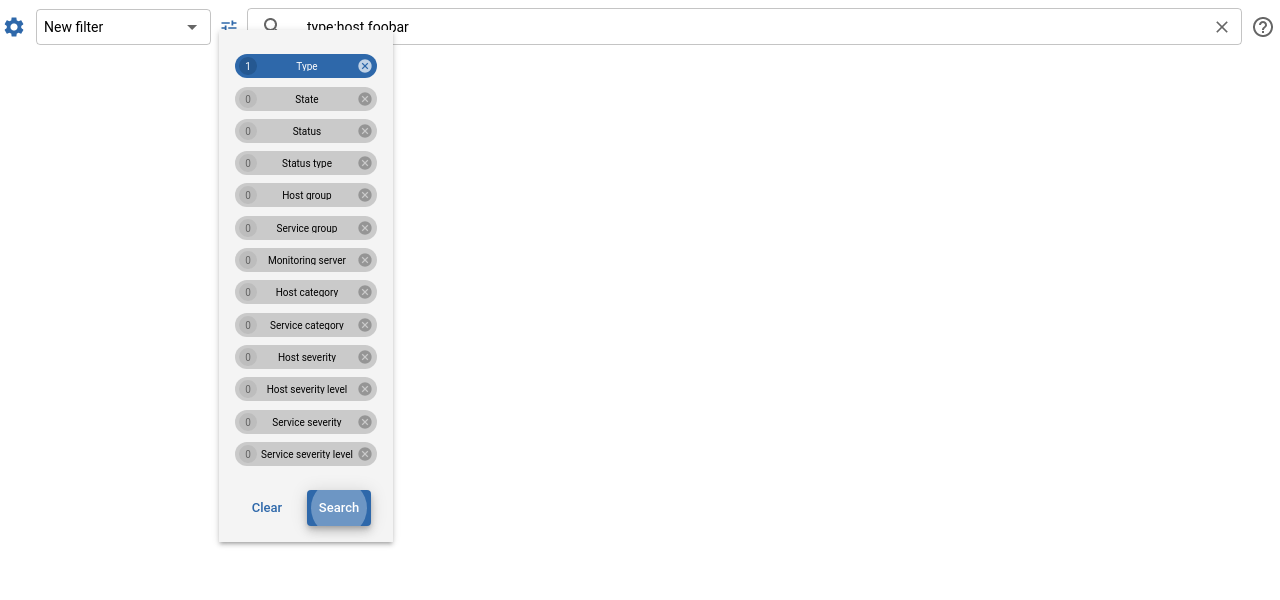 New filter
type:host foobar
1 Type
0 State
0 Status
0 Status type
0 Host group
0 Service group
0 Monitoring server
0 Host category
0 Service category
0 Host severity
0 Host severity level
0 Service severity
0 Service severity level
Clear Search